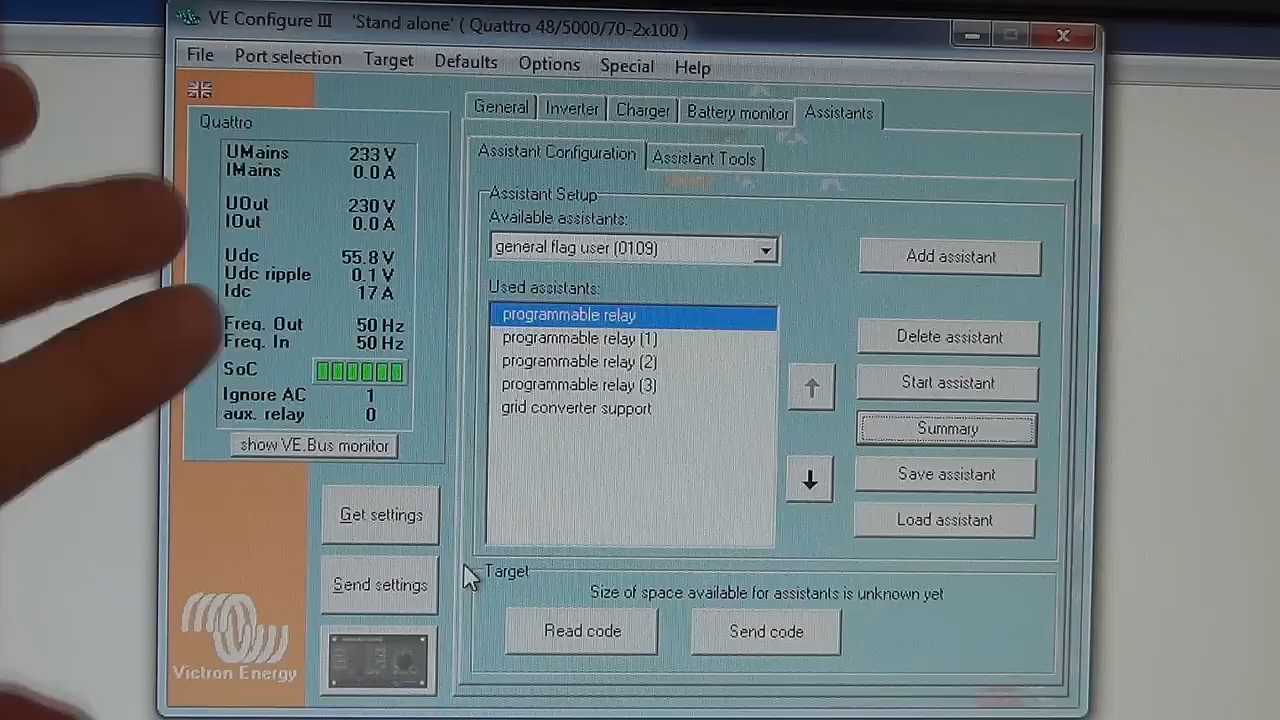 VE Configure III 'Stand alone' ( Quattro 48/5000/70-2x100 )
File Port selection Target Defaults Options Special Help
General Inverter Charger Battery monitor Assistants
Quattro
UMains 233 V
IMains 0.0 A
UOut 230 V
IOut 0.0 A
Udc 55.8 V
Udc ripple 0.1 V
Idc 17 A
Freq. Out 50 Hz
Freq. In 50 Hz
SoC
Ignore AC 1
aux. relay 0
show VE.Bus monitor
Get settings
Send settings
Victron Energy
Assistant Configuration Assistant Tools
Assistant Setup
Available assistants:
general flag user (0109)
Add assistant
Used assistants:
programmable relay
programmable relay (1)
programmable relay (2)
programmable relay (3)
grid converter support
Delete assistant
Start assistant
Summary
Save assistant
Load assistant
Target
Size of space available for assistants is unknown yet
Read code Send code